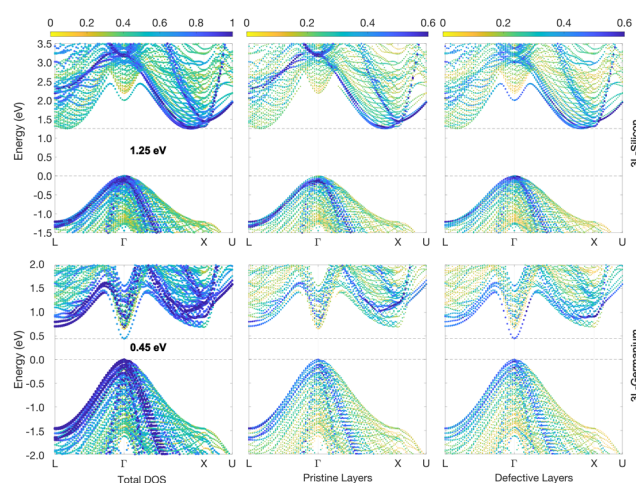 0 0.2 0.4 0.6 0.8 1
0 0.2 0.4 0.6
0 0.2 0.4 0.6
Energy (eV)
3.5
3.0
2.5
2.0
1.5
1.0
0.5
0.0
-0.5
-1.0
-1.5
1.25 eV
L Γ X U
L Γ X U
L Γ X U
3L-Silicon
Energy (eV)
2.0
1.5
1.0
0.5
0.0
-0.5
-1.0
-1.5
-2.0
0.45 eV
L Γ X U
L Γ X U
L Γ X U
3L-Germanium
Total DOS
Pristine Layers
Defective Layers